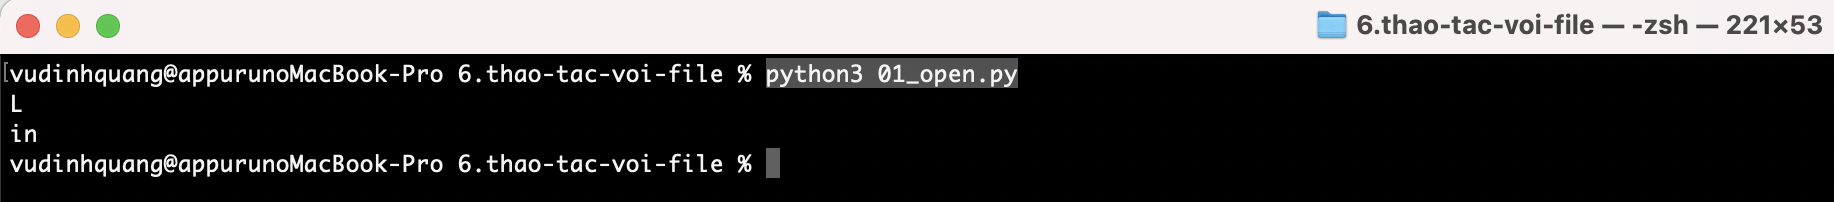 6.thao-tac-voi-file — -zsh — 221×53
vudinhquang@appurunoMacBook-Pro 6.thao-tac-voi-file % python3 01_open.py
L
in
vudinhquang@appurunoMacBook-Pro 6.thao-tac-voi-file %